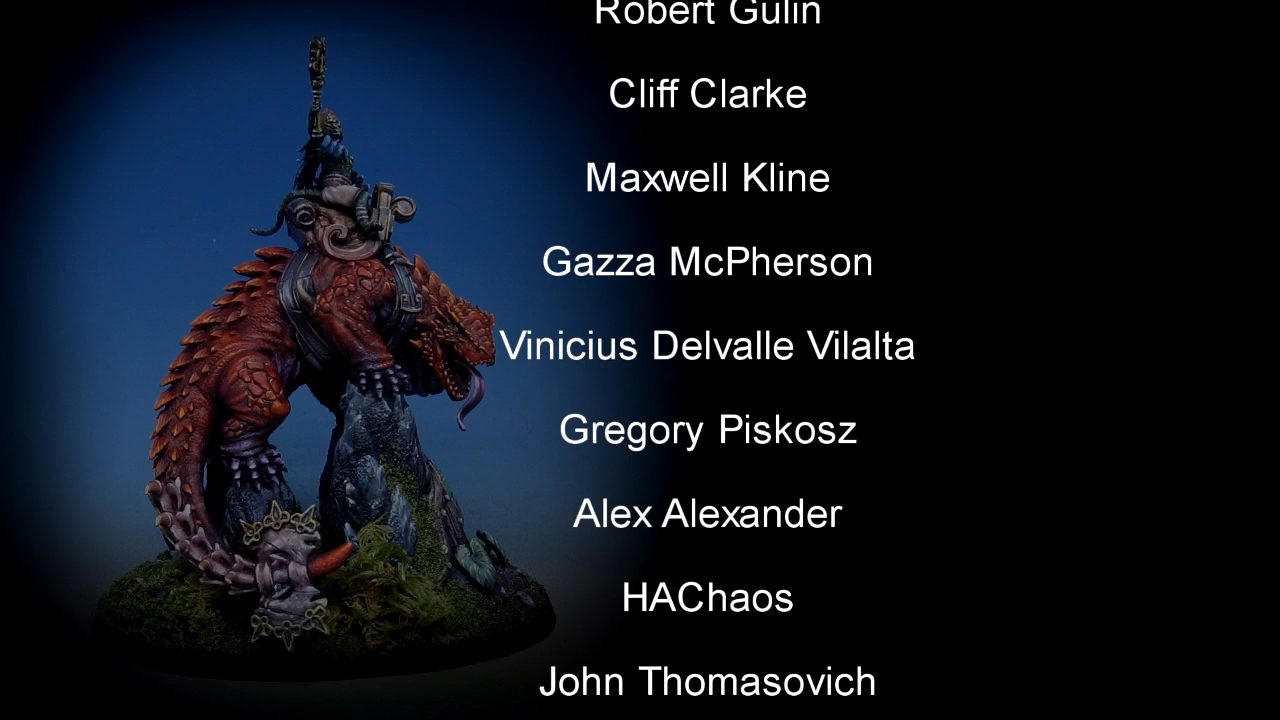 Robert Gulin
Cliff Clarke
Maxwell Kline
Gazza McPherson
Vinicius Delvalle Vilalta
Gregory Piskosz
Alex Alexander
HAChaos
John Thomasovich